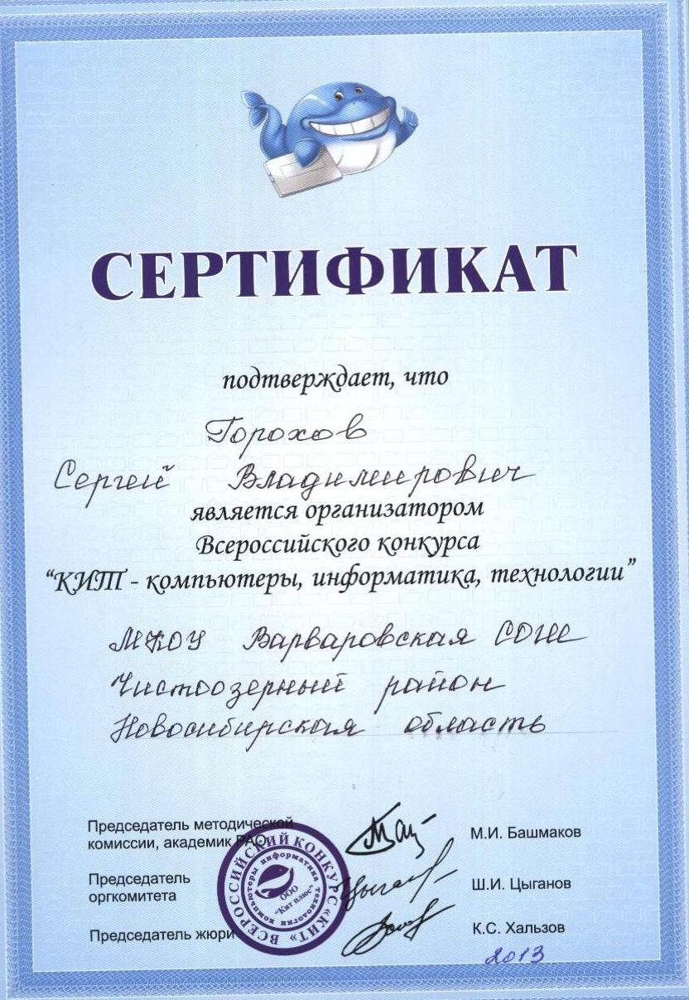 СЕРТИФИКАТ
подтверждает, что
Горохов
Сергей Владимирович
является организатором
Всероссийского конкурса
“КИТ - компьютеры, информатика, технологии”
МКОУ Варваровская СОШ
Чистоозерный район
Новосибирская область
Председатель методической
комиссии, академик РАО
М.И. Башмаков
Председатель
оргкомитета
Ш.И. Цыганов
Председатель жюри
К.С. Хальзов
2013
ВСЕРОССИЙСКИЙ КОНКУРС «КИТ»
компьютеры информатика технологии
ООО
“Кит плюс”